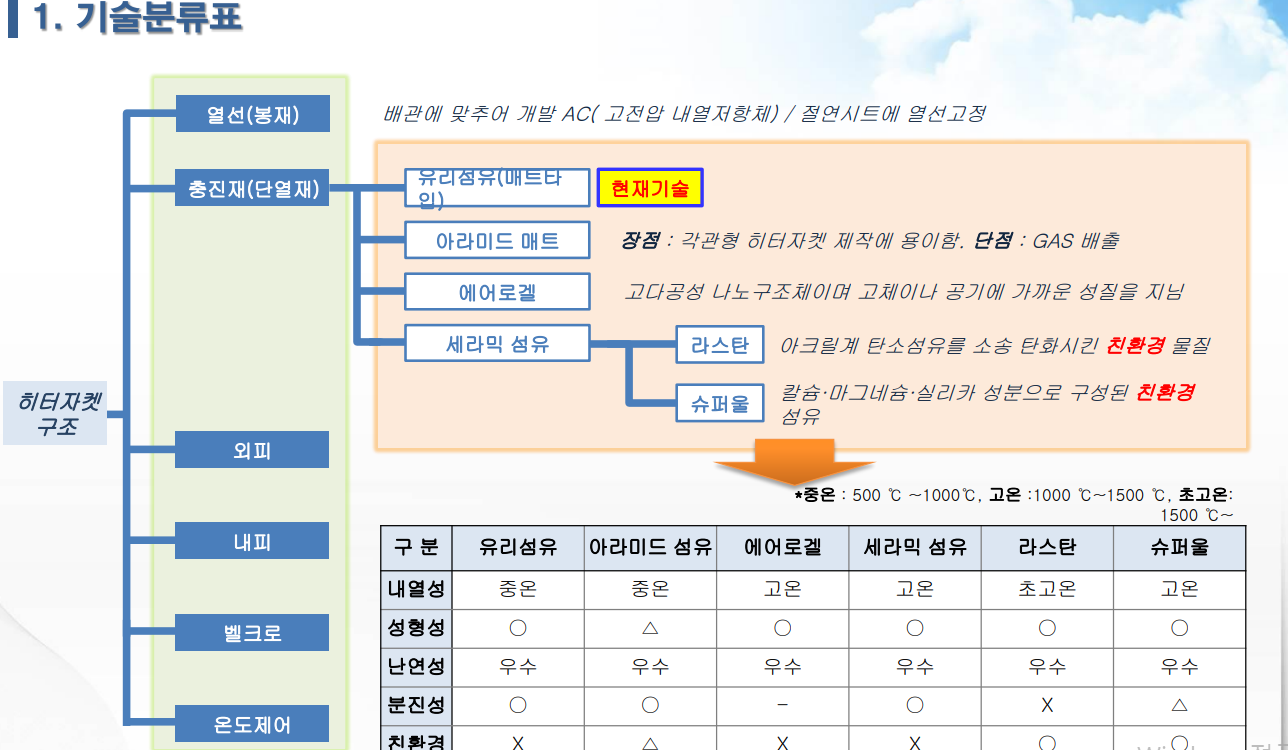 1. 기술분류표
열선(봉재)
배관에 맞추어 개발 AC( 고전압 내열저항체) / 절연시트에 열선고정
충진재(단열재)
유리섬유(매트타
입)
현재기술
아라미드 매트
장점 : 각관형 히터자켓 제작에 용이함. 단점 : GAS 배출
에어로겔
고다공성 나노구조체이며 고체이나 공기에 가까운 성질을 지님
세라믹 섬유
라스탄
아크릴계 탄소섬유를 소송 탄화시킨 친환경 물질
슈퍼울
칼슘·마그네슘·실리카 성분으로 구성된 친환경
섬유
히터자켓
구조
외피
내피
벨크로
온도제어
*중온 : 500 ℃ ~1000℃, 고온 :1000 ℃~1500 ℃, 초고온:
1500 ℃~
구 분 유리섬유 아라미드 섬유 에어로겔 세라믹 섬유 라스탄 슈퍼울
내열성 중온 중온 고온 고온 초고온 고온
성형성 ○ △ ○ ○ ○ ○
난연성 우수 우수 우수 우수 우수 우수
분진성 ○ ○ - ○ X △
친환경 X △ X X ○ ○